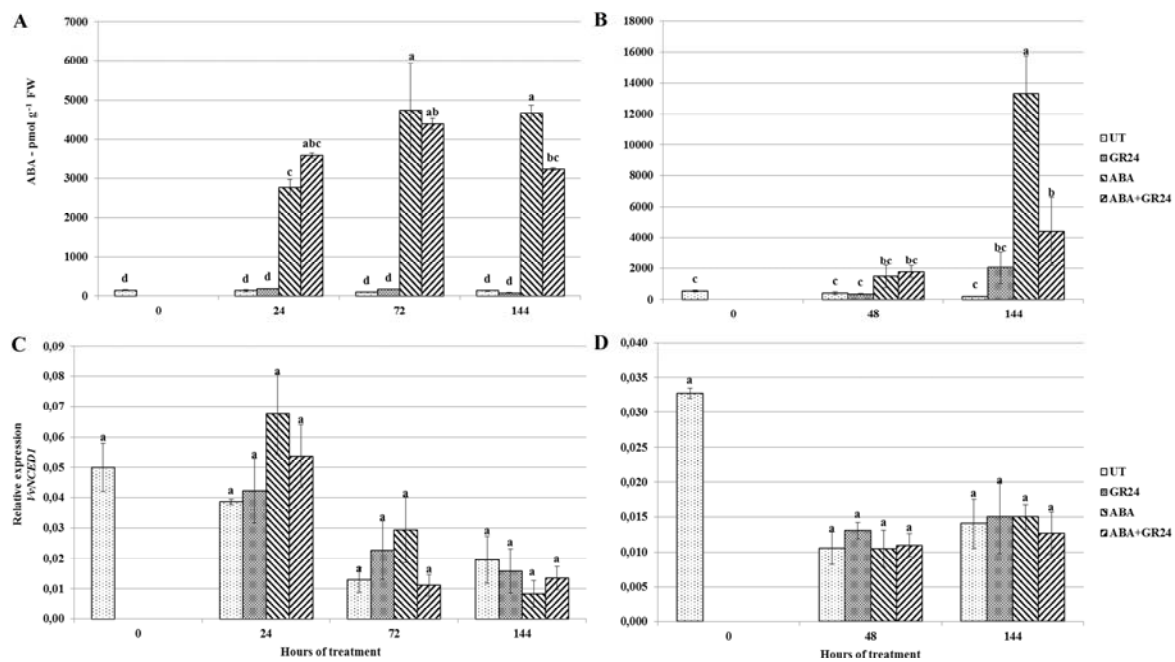 A
7000
6000
5000
4000
3000
2000
1000
0
ABA - pmol g⁻¹ FW
d
d d c abc
d d a ab
d d a bc
0 24 72 144
B
18000
16000
14000
12000
10000
8000
6000
4000
2000
0
c
c c bc bc
c bc a b
0 48 144
UT
GR24
ABA
ABA+GR24
C
0,09
0,08
0,07
0,06
0,05
0,04
0,03
0,02
0,01
0,00
Relative expression
VvNCED1
a
a a a a
a a a a
a a a a
0 24 72 144
Hours of treatment
D
0,040
0,035
0,030
0,025
0,020
0,015
0,010
0,005
0,000
a
a a a a
a a a a
0 48 144
Hours of treatment
UT
GR24
ABA
ABA+GR24